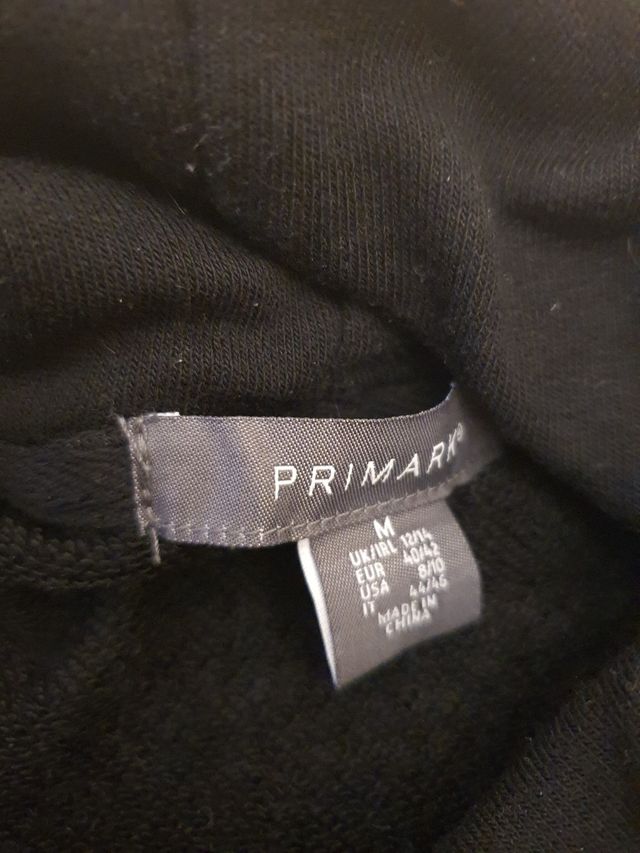 PRIMARK®
M
UK/IRL 12/14
EUR 40/42
USA 8/10
IT 44/46
MADE IN
CHINA